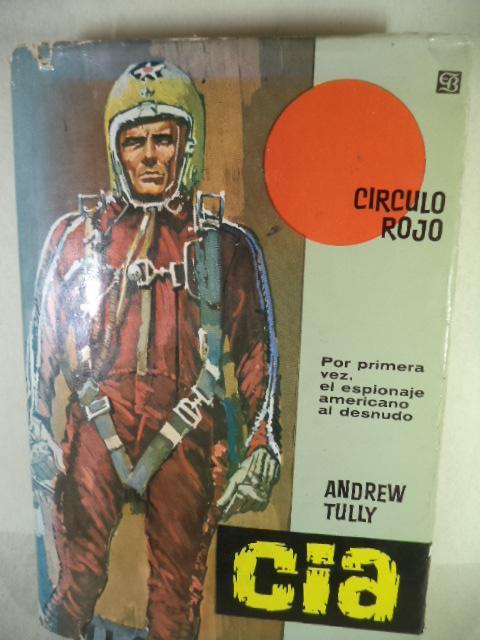 CIRCULO
ROJO
Por primera
vez,
el espionaje
americano
al desnudo
ANDREW
TULLY
cia